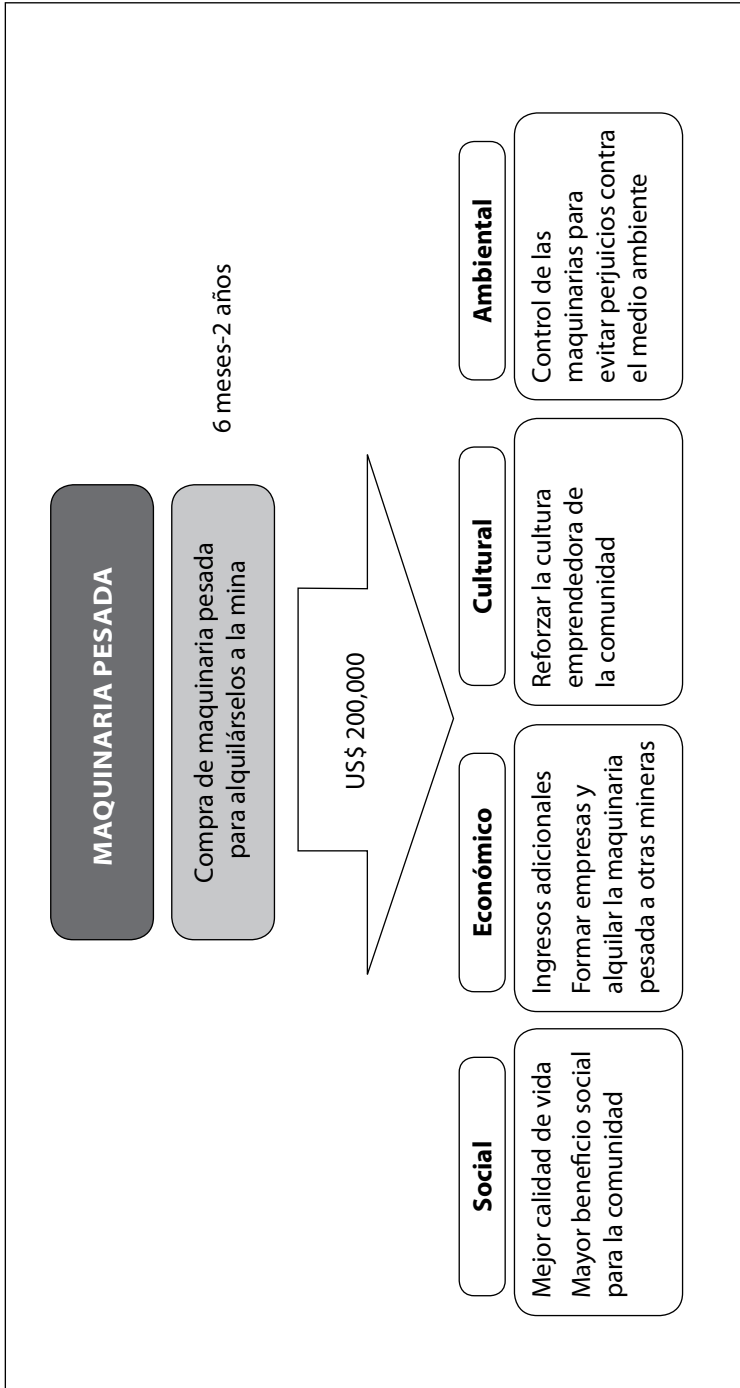 MAQUINARIA PESADA
Compra de maquinaria pesada
para alquilárselos a la mina
6 meses-2 años
US$ 200,000
Social
Mejor calidad de vida
Mayor beneficio social
para la comunidad
Económico
Ingresos adicionales
Formar empresas y
alquilar la maquinaria
pesada a otras mineras
Cultural
Reforzar la cultura
emprendedora de
la comunidad
Ambiental
Control de las
maquinarias para
evitar perjuicios contra
el medio ambiente